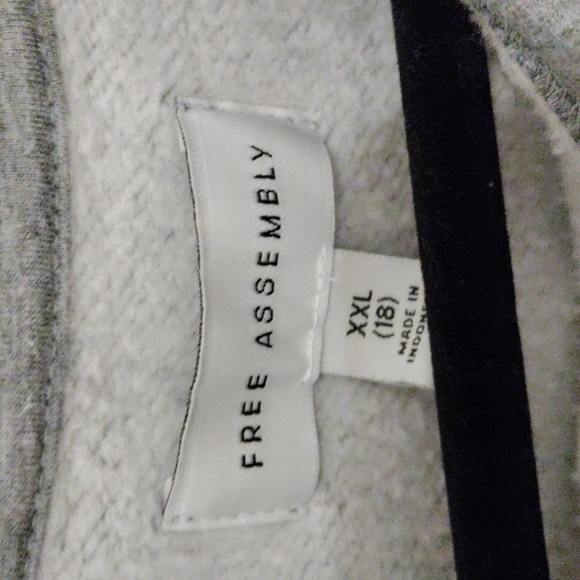 FREE ASSEMBLY
XXL
(18)
MADE IN